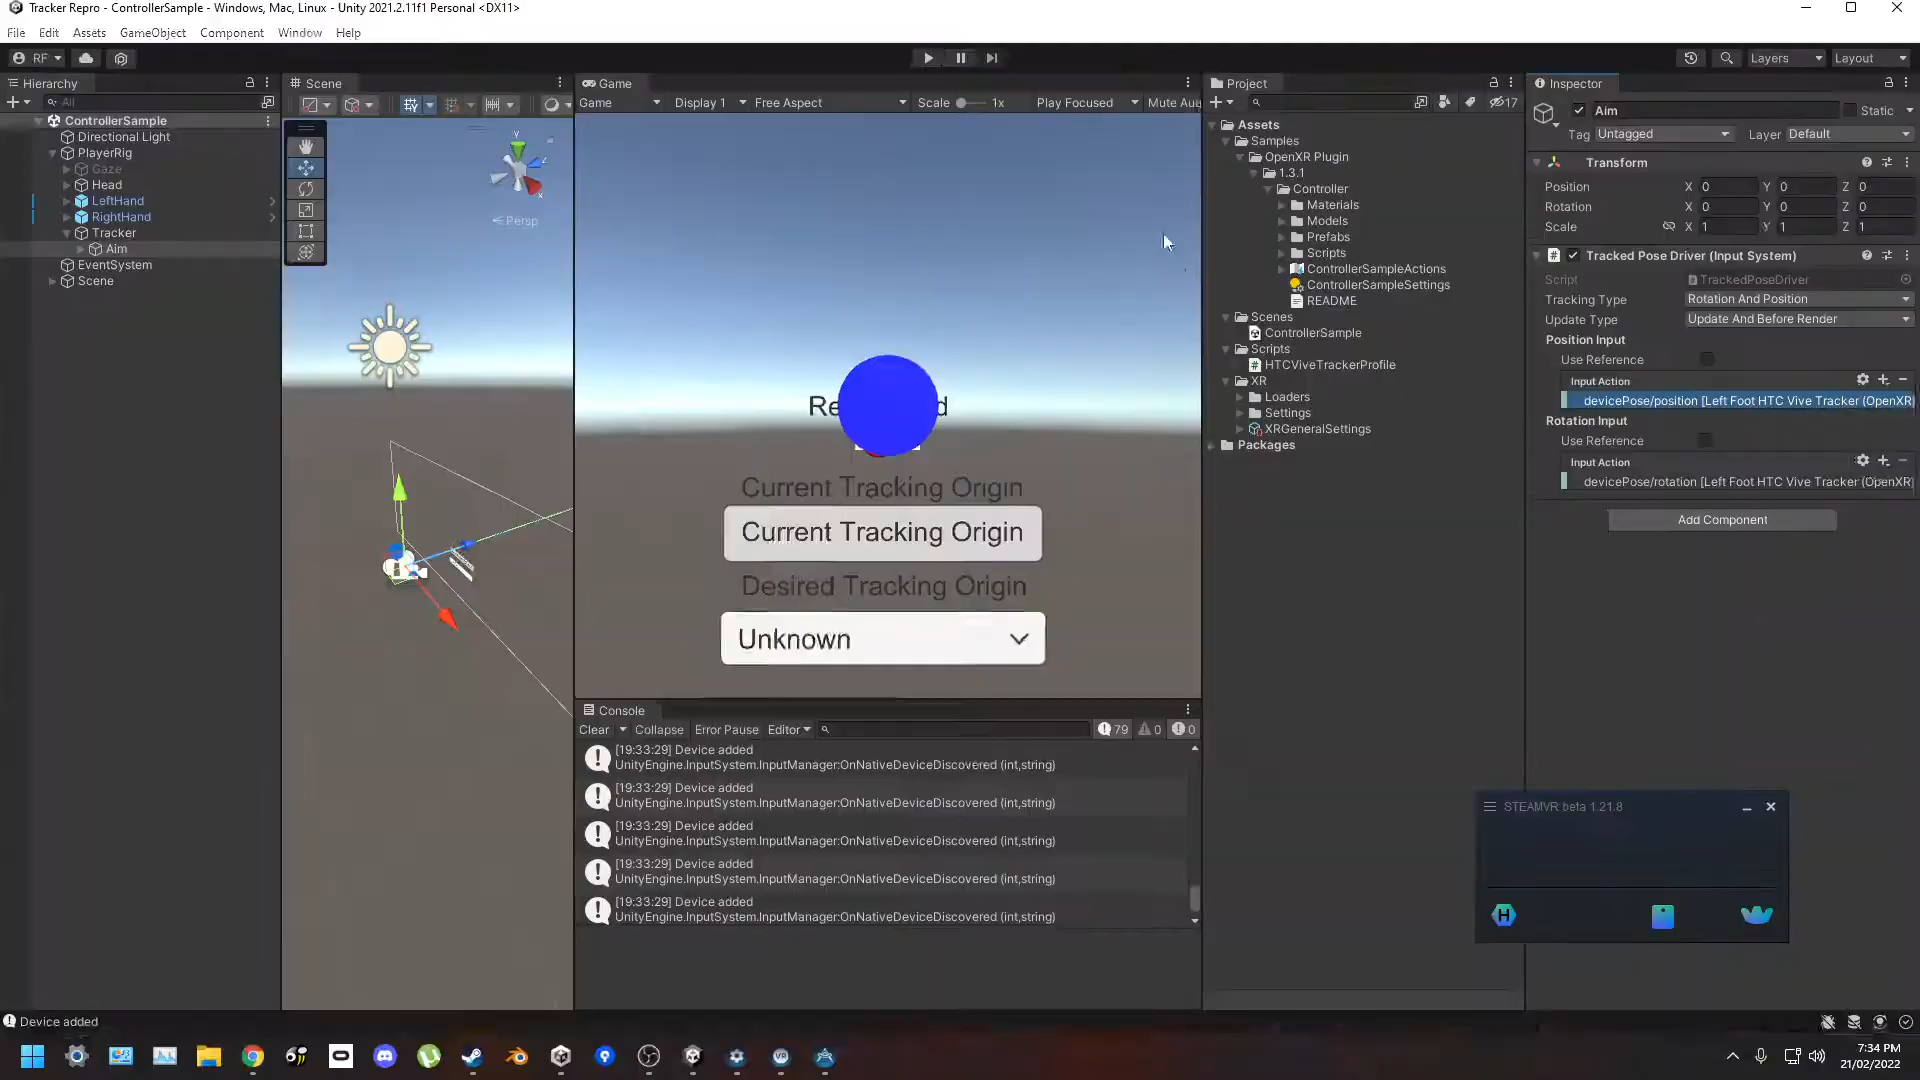 Tracker Repro - ControllerSample - Windows, Mac, Linux - Unity 2021.2.11f1 Personal <DX11>
File Edit Assets GameObject Component Window Help
RF
Layers
Layout
Hierarchy
All
ControllerSample
Directional Light
PlayerRig
Gaze
Head
LeftHand
RightHand
Tracker
Aim
EventSystem
Scene
Scene
Y
Z
X
Persp
Game
Game Display 1 Free Aspect Scale 1x Play Focused Mute Au
Current Tracking Origin
Current Tracking Origin
Desired Tracking Origin
Unknown
Console
Clear Collapse Error Pause Editor 79 0 0
[19:33:29] Device added
UnityEngine.InputSystem.InputManager:OnNativeDeviceDiscovered (int,string)
[19:33:29] Device added
UnityEngine.InputSystem.InputManager:OnNativeDeviceDiscovered (int,string)
[19:33:29] Device added
UnityEngine.InputSystem.InputManager:OnNativeDeviceDiscovered (int,string)
[19:33:29] Device added
UnityEngine.InputSystem.InputManager:OnNativeDeviceDiscovered (int,string)
[19:33:29] Device added
UnityEngine.InputSystem.InputManager:OnNativeDeviceDiscovered (int,string)
Project
17
Assets
Samples
OpenXR Plugin
1.3.1
Controller
Materials
Models
Prefabs
Scripts
ControllerSampleActions
ControllerSampleSettings
README
Scenes
ControllerSample
Scripts
HTCViveTrackerProfile
XR
Loaders
Settings
XRGeneralSettings
Packages
Inspector
Aim
Static
Tag Untagged Layer Default
Transform
Position X 0 Y 0 Z 0
Rotation X 0 Y 0 Z 0
Scale X 1 Y 1 Z 1
Tracked Pose Driver (Input System)
Script TrackedPoseDriver
Tracking Type Rotation And Position
Update Type Update And Before Render
Position Input
Use Reference
Input Action
devicePose/position [Left Foot HTC Vive Tracker (OpenXR)
Rotation Input
Use Reference
Input Action
devicePose/rotation [Left Foot HTC Vive Tracker (OpenXR)
Add Component
STEAMVR beta 1.21.8
Device added
7:34 PM
21/02/2022